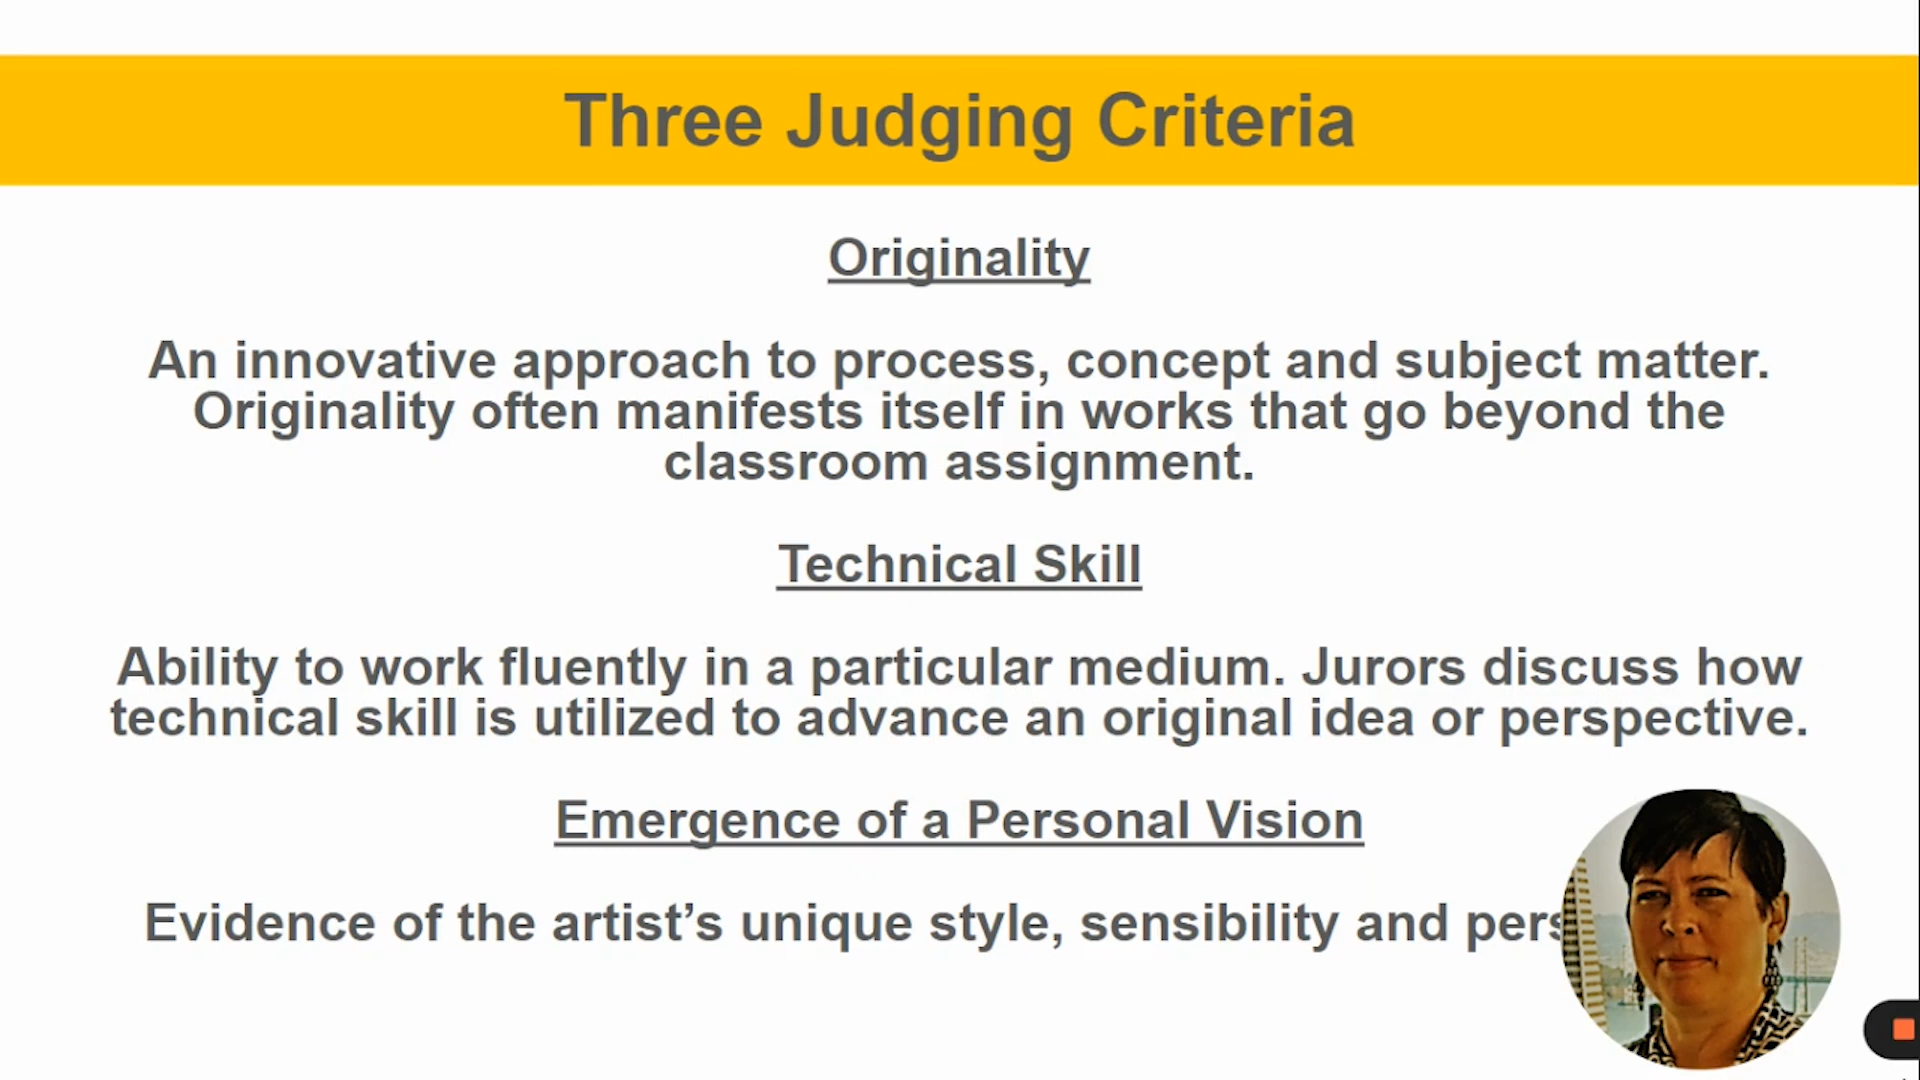 Three Judging Criteria
Originality
An innovative approach to process, concept and subject matter.
Originality often manifests itself in works that go beyond the
classroom assignment.
Technical Skill
Ability to work fluently in a particular medium. Jurors discuss how
technical skill is utilized to advance an original idea or perspective.
Emergence of a Personal Vision
Evidence of the artist’s unique style, sensibility and